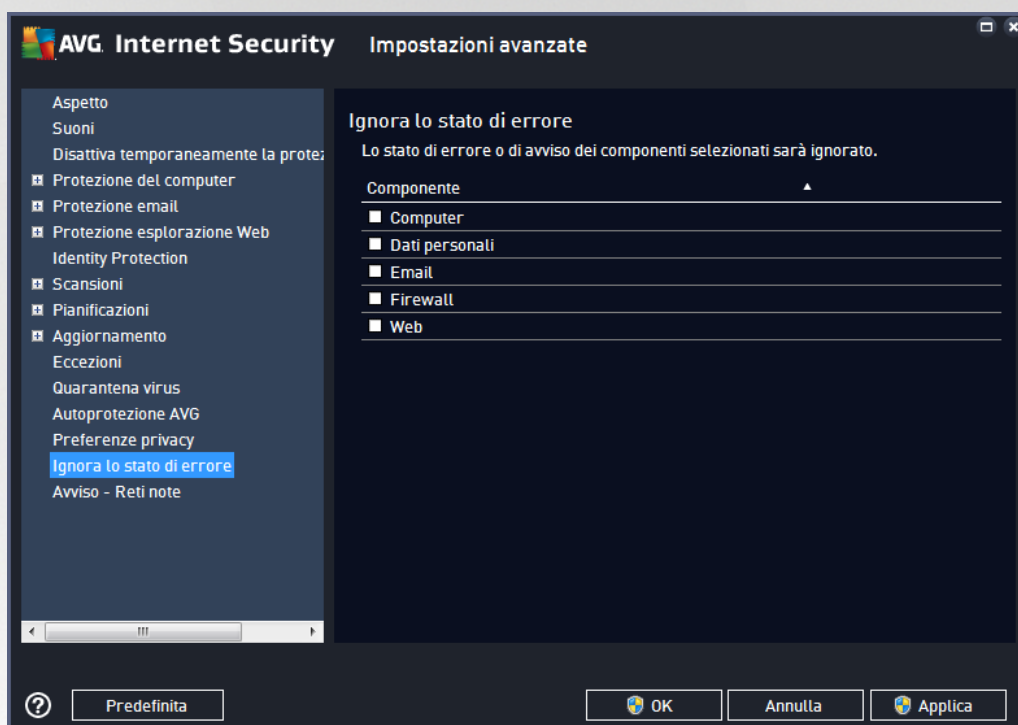 AVG. Internet Security Impostazioni avanzate
Aspetto
Suoni
Disattiva temporaneamente la protez
Protezione del computer
Protezione email
Protezione esplorazione Web
Identity Protection
Scansioni
Pianificazioni
Aggiornamento
Eccezioni
Quarantena virus
Autoprotezione AVG
Preferenze privacy
Ignora lo stato di errore
Avviso - Reti note
Ignora lo stato di errore
Lo stato di errore o di avviso dei componenti selezionati sarà ignorato.
Componente
Computer
Dati personali
Email
Firewall
Web
? Predefinita OK Annulla Applica